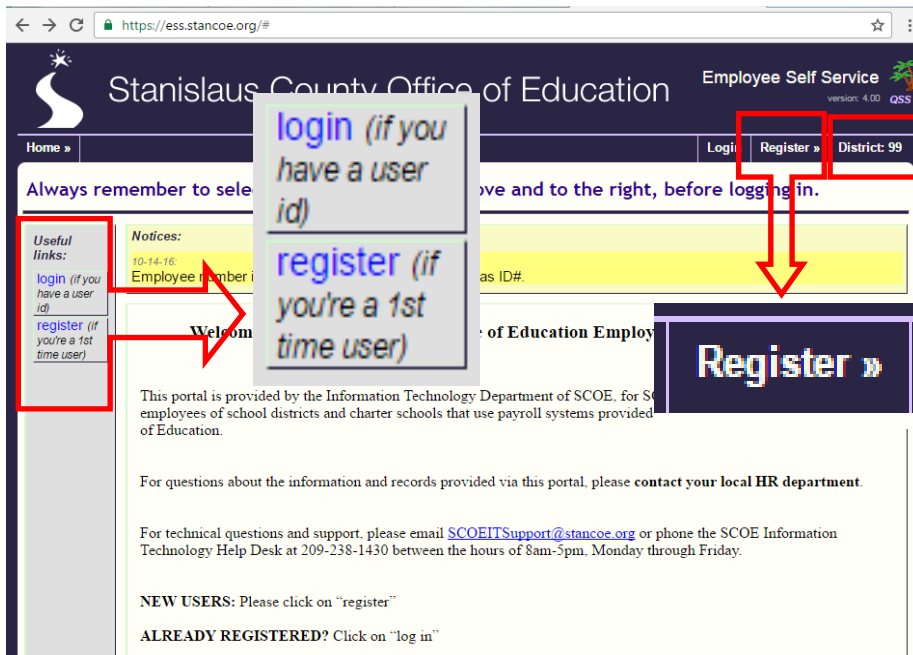 https://ess.stancoe.org/#
Stanislaus County Office of Education
Employee Self Service
version: 4.00 QSS
Home »
Login Register » District: 99
Always remember to sele ve and to the right, before logging in.
Useful
links:
login (if you
have a user
id)
register (if
you're a 1st
time user)
login (if you
have a user
id)
register (if
you're a 1st
time user)
Register »
Notices:
10-14-16:
Employee number i as ID#.
Welcom e of Education Employ
This portal is provided by the Information Technology Department of SCOE, for SC
employees of school districts and charter schools that use payroll systems provided
of Education.
For questions about the information and records provided via this portal, please contact your local HR department.
For technical questions and support, please email SCOEITSupport@stancoe.org or phone the SCOE Information
Technology Help Desk at 209-238-1430 between the hours of 8am-5pm, Monday through Friday.
NEW USERS: Please click on “register”
ALREADY REGISTERED? Click on “log in”